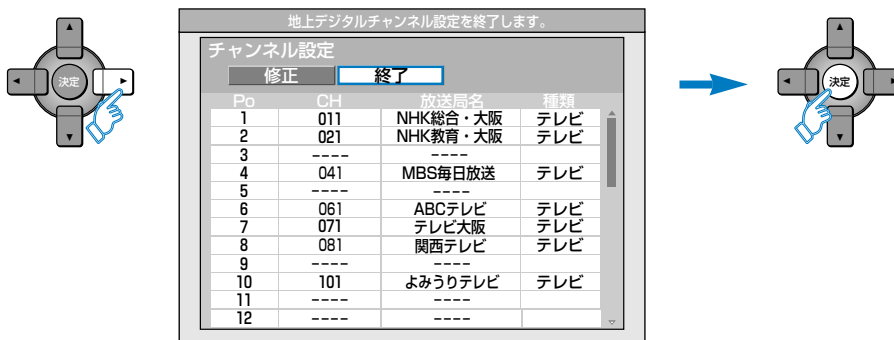 地上デジタルチャンネル設定を終了します。
チャンネル設定
修正 終了
Po CH 放送局名 種類
1 011 NHK総合・大阪 テレビ
2 021 NHK教育・大阪 テレビ
3 ---- ----
4 041 MBS毎日放送 テレビ
5 ---- ----
6 061 ABCテレビ テレビ
7 071 テレビ大阪 テレビ
8 081 関西テレビ テレビ
9 ---- ----
10 101 よみうりテレビ テレビ
11 ---- ----
12 ---- ----
決定
決定